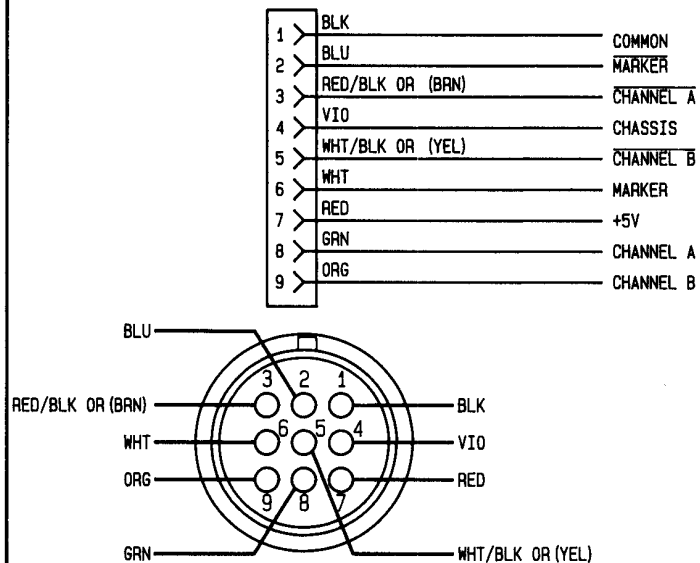 1 BLK COMMON
2 BLU MARKER
3 RED/BLK OR (BRN) CHANNEL A
4 VIO CHASSIS
5 WHT/BLK OR (YEL) CHANNEL B
6 WHT MARKER
7 RED +5V
8 GRN CHANNEL A
9 ORG CHANNEL B
BLU
3 2 1
RED/BLK OR (BRN) BLK
WHT 6 5 4 VIO
ORG RED
9 8 7
GRN WHT/BLK OR (YEL)